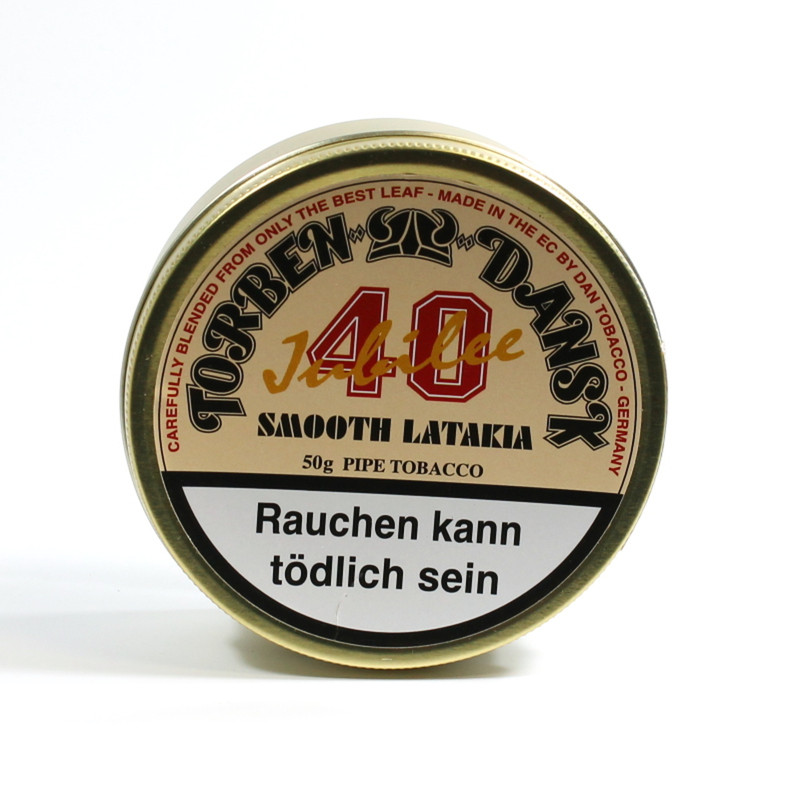 CAREFULLY BLENDED FROM ONLY THE BEST LEAF - MADE IN THE EC BY DAN TOBACCO - GERMANY
TORBEN DANSK
40
Jubilee
SMOOTH LATAKIA
50g PIPE TOBACCO
Rauchen kann
tödlich sein